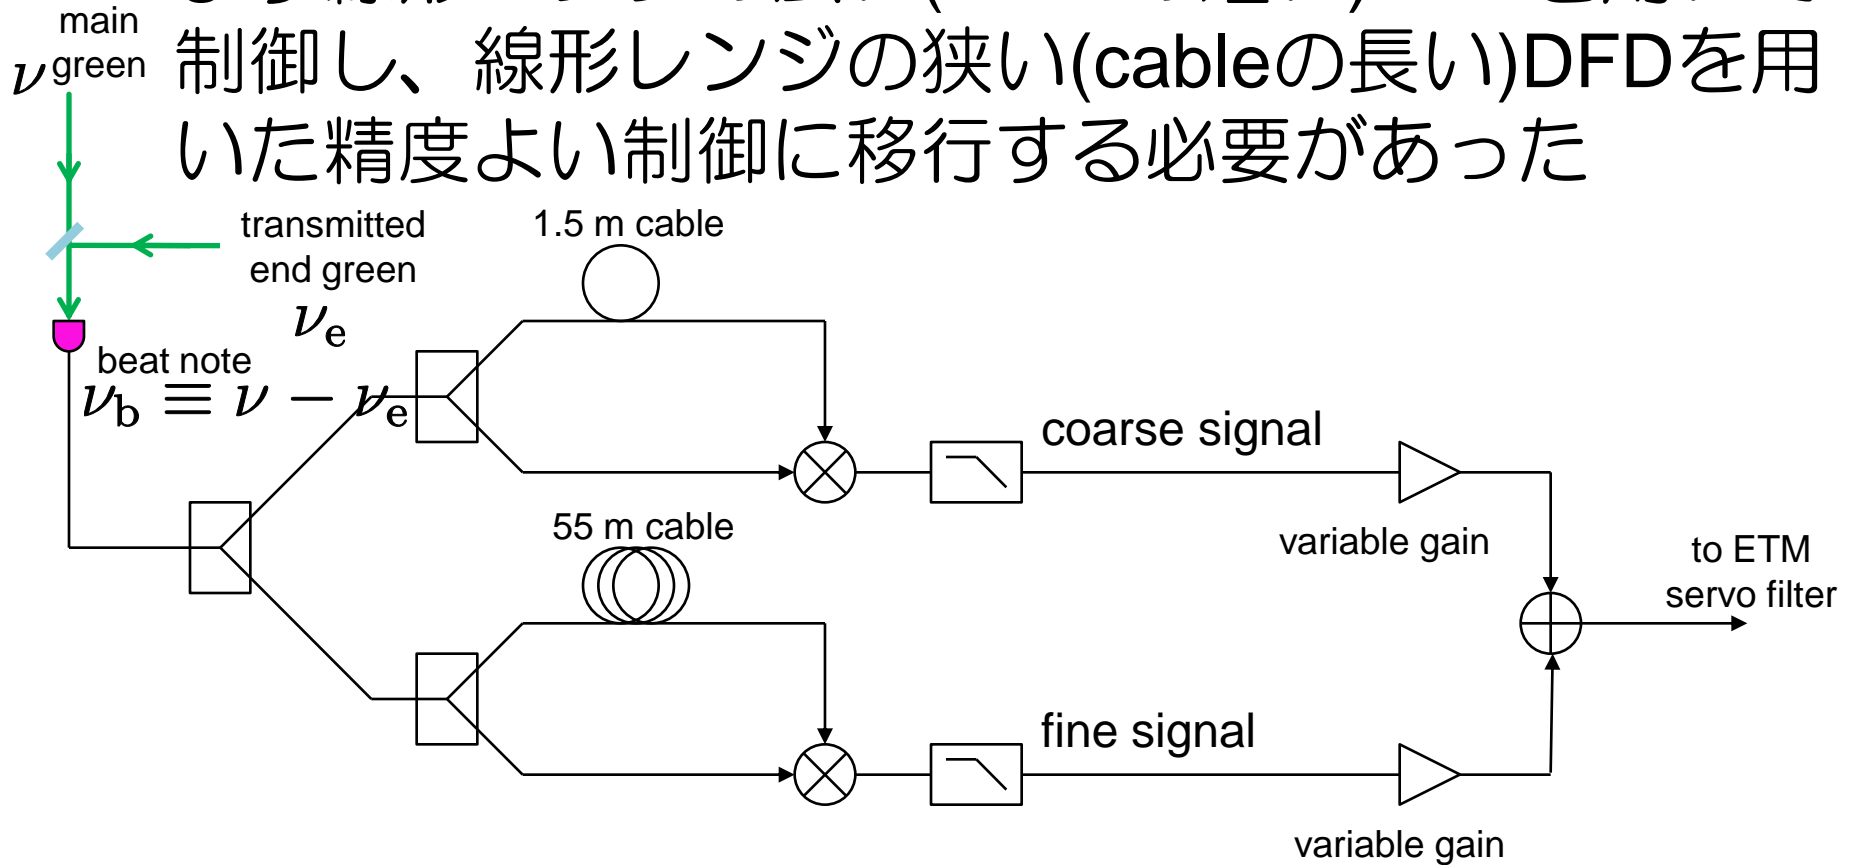 制御し、線形レンジの狭い(cableの長い)DFDを用
いた精度よい制御に移行する必要があった
main
ν green
transmitted
end green
νe
1.5 m cable
beat note
νb ≡ ν − νe
coarse signal
55 m cable
variable gain
to ETM
servo filter
fine signal
variable gain